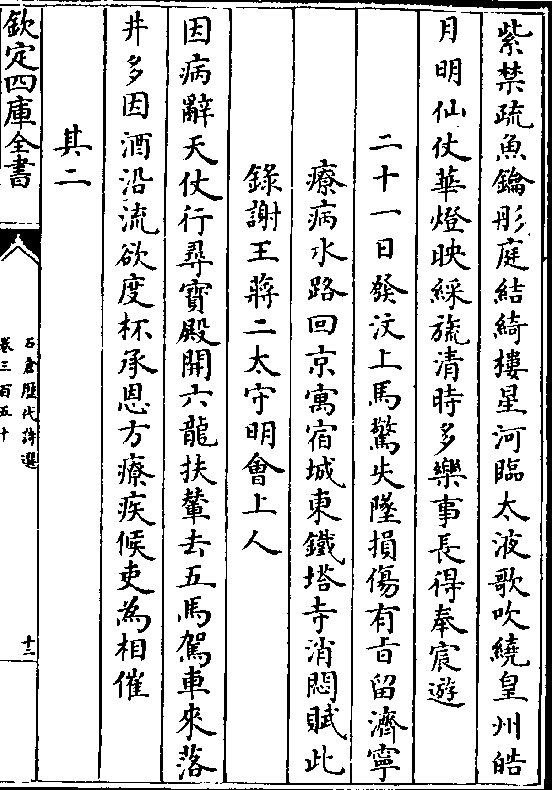 紫禁疏魚鑰彤庭結綺摟星河臨太液歌吹繞皇州皓
月明仙仗華燈映綵旒清時多樂事長得奉宸遊
二十一日發汶上馬驚失墜損傷有旨留濟寧
療病水路回京寓宿城東鐵塔寺消悶賦此
錄謝王蔣二太守明會上人
因病辭天仗行尋寶殿開六龍扶輦去五馬駕車來落
井多因酒沿流欲度杯承恩方療疾候吏為相催
其二
欽定四庫全書
石倉歷代詩選
卷三百五十
十三